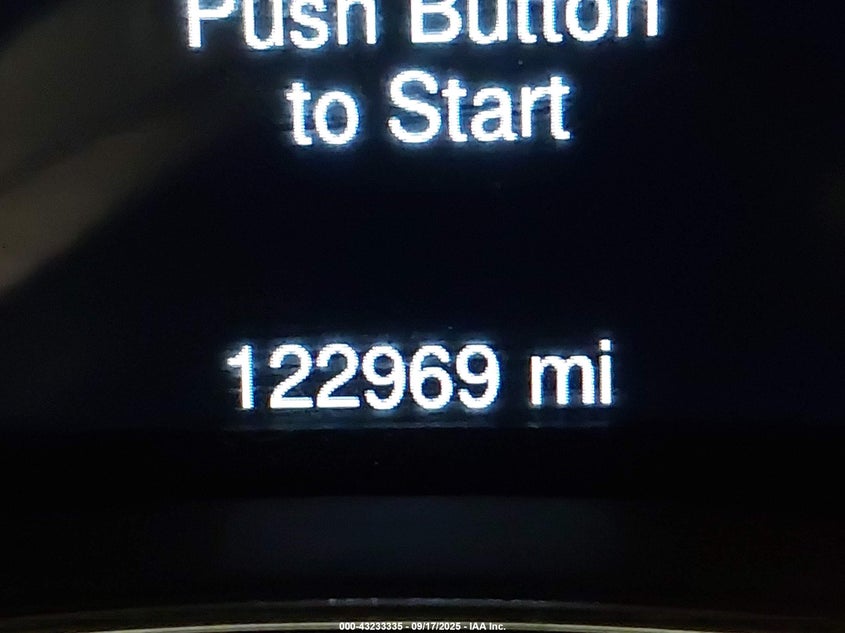 Push Button
to Start
122969 mi
000-43233335 - 09/17/2025 - IAA Inc.